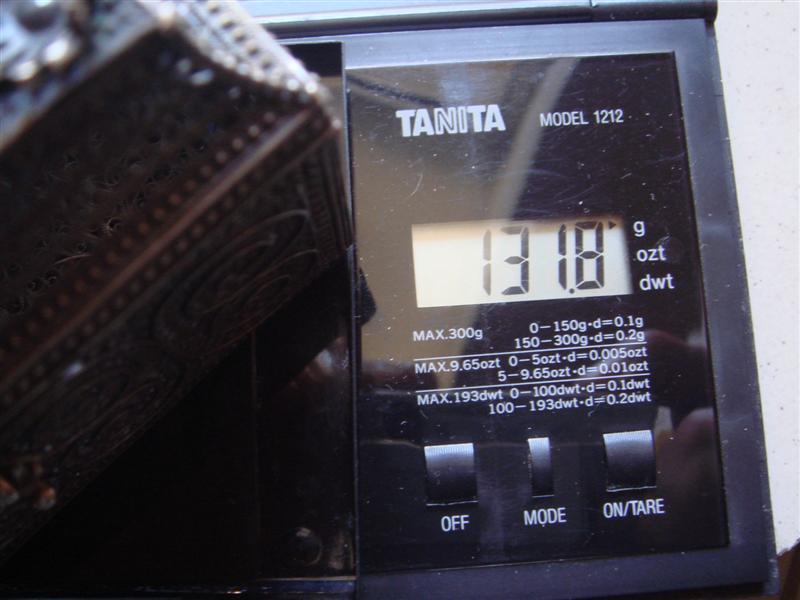 TANITA MODEL 1212
131.8 g
ozt
dwt
MAX.300g 0-150g·d=0.1g
150-300g·d=0.2g
MAX.9.65ozt 0-5ozt·d=0.005ozt
5-9.65ozt·d=0.01ozt
MAX.193dwt 0-100dwt·d=0.1dwt
100-193dwt·d=0.2dwt
OFF MODE ON/TARE